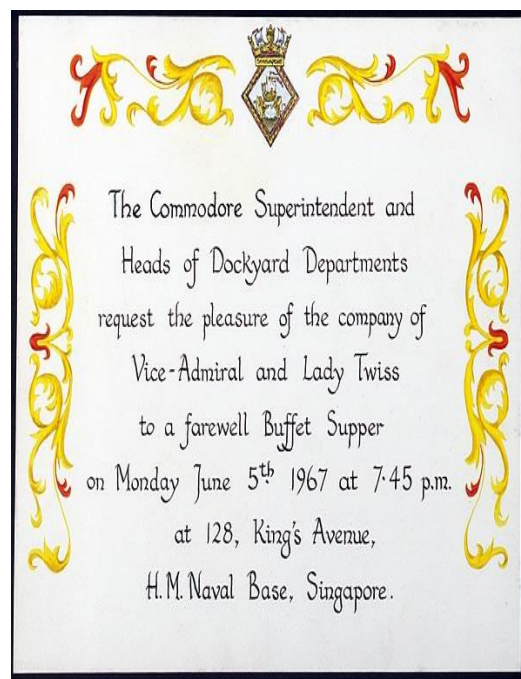 The Commodore Superintendent and
Heads of Dockyard Departments
request the pleasure of the company of
Vice-Admiral and Lady Twiss
to a farewell Buffet Supper
on Monday June 5th 1967 at 7.45 p.m.
at 128, King's Avenue,
H.M. Naval Base, Singapore.